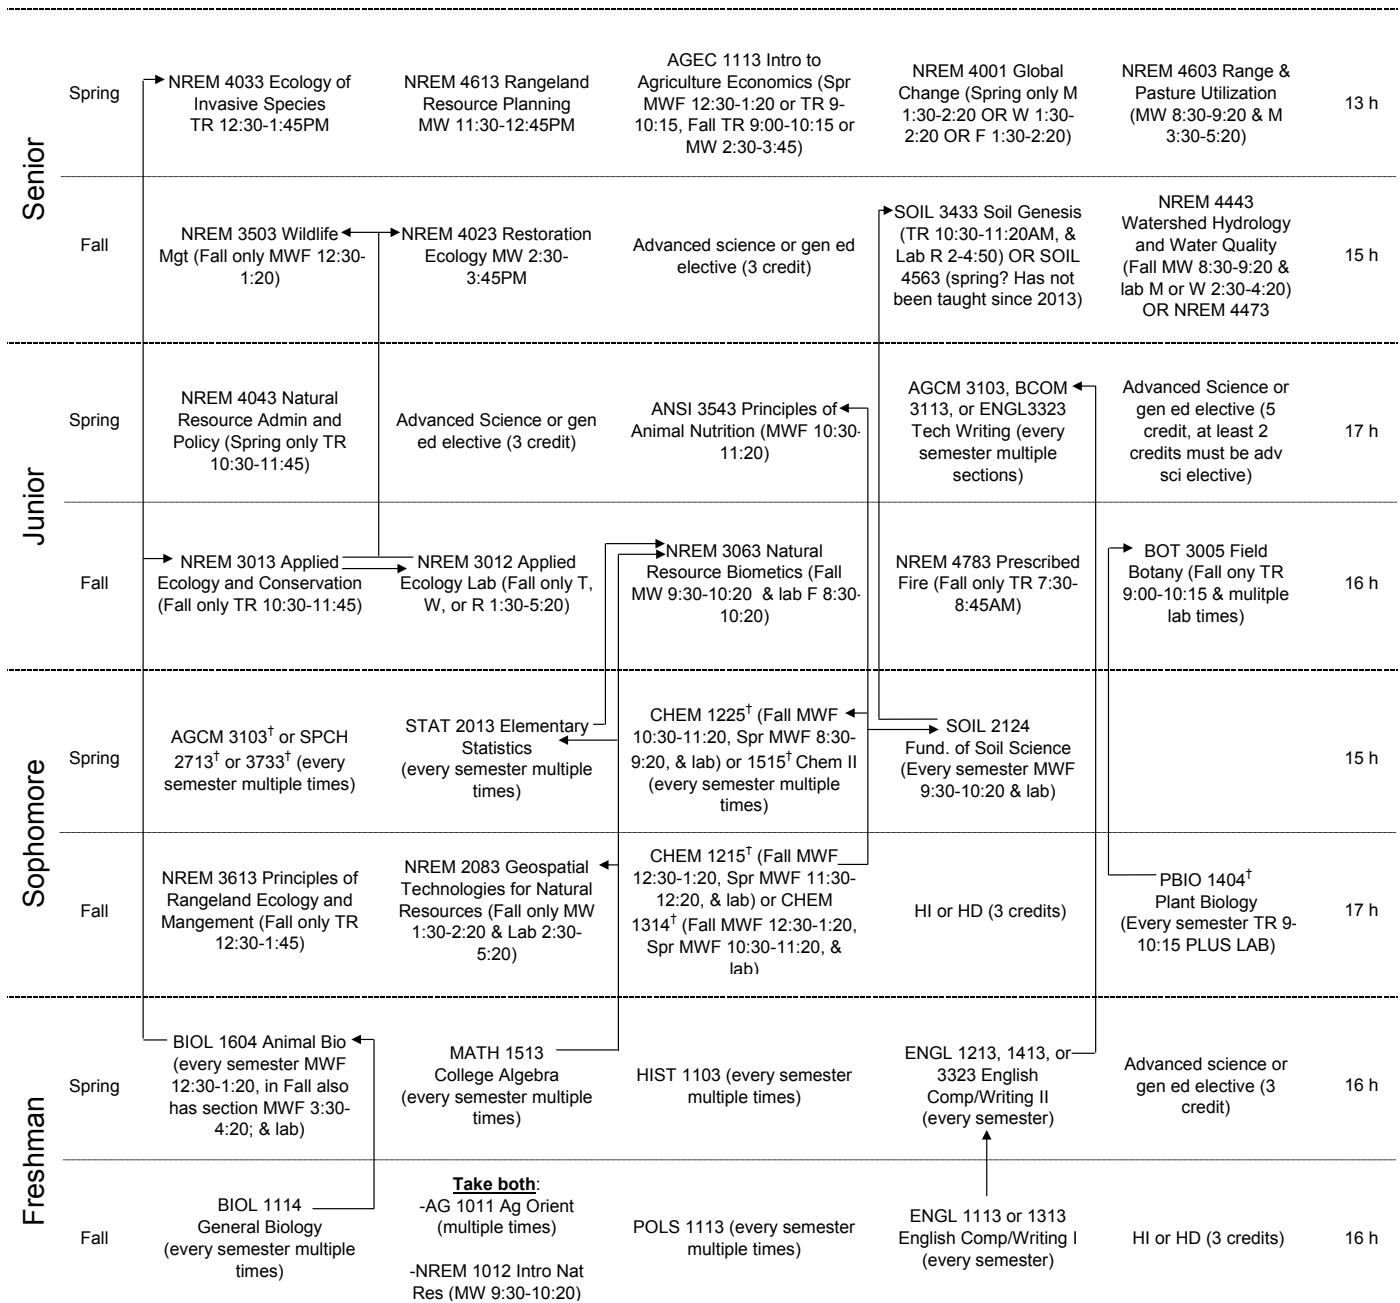 Senior
Spring
NREM 4033 Ecology of
Invasive Species
TR 12:30-1:45PM
NREM 4613 Rangeland
Resource Planning
MW 11:30-12:45PM
AGEC 1113 Intro to
Agriculture Economics (Spr
MWF 12:30-1:20 or TR 9-
10:15, Fall TR 9:00-10:15 or
MW 2:30-3:45)
NREM 4001 Global
Change (Spring only M
1:30-2:20 OR W 1:30-
2:20 OR F 1:30-2:20)
NREM 4603 Range &
Pasture Utilization
(MW 8:30-9:20 & M
3:30-5:20)
13 h
Fall
NREM 3503 Wildlife
Mgt (Fall only MWF 12:30-
1:20)
NREM 4023 Restoration
Ecology MW 2:30-
3:45PM
Advanced science or gen ed
elective (3 credit)
SOIL 3433 Soil Genesis
(TR 10:30-11:20AM, &
Lab R 2-4:50) OR SOIL
4563 (spring? Has not
been taught since 2013)
NREM 4443
Watershed Hydrology
and Water Quality
(Fall MW 8:30-9:20 &
lab M or W 2:30-4:20)
OR NREM 4473
15 h
Junior
Spring
NREM 4043 Natural
Resource Admin and
Policy (Spring only TR
10:30-11:45)
Advanced Science or gen
ed elective (3 credit)
ANSI 3543 Principles of
Animal Nutrition (MWF 10:30-
11:20)
AGCM 3103, BCOM
3113, or ENGL3323
Tech Writing (every
semester multiple
sections)
Advanced Science or
gen ed elective (5
credit, at least 2
credits must be adv
sci elective)
17 h
Fall
NREM 3013 Applied
Ecology and Conservation
(Fall only TR 10:30-11:45)
NREM 3012 Applied
Ecology Lab (Fall only T,
W, or R 1:30-5:20)
NREM 3063 Natural
Resource Biometics (Fall
MW 9:30-10:20 & lab F 8:30-
10:20)
NREM 4783 Prescribed
Fire (Fall only TR 7:30-
8:45AM)
BOT 3005 Field
Botany (Fall ony TR
9:00-10:15 & mulitple
lab times)
16 h
Sophomore
Spring
AGCM 3103† or SPCH
2713† or 3733† (every
semester multiple times)
STAT 2013 Elementary
Statistics
(every semester multiple
times)
CHEM 1225† (Fall MWF
10:30-11:20, Spr MWF 8:30-
9:20, & lab) or 1515† Chem II
(every semester multiple
times)
SOIL 2124
Fund. of Soil Science
(Every semester MWF
9:30-10:20 & lab)
15 h
Fall
NREM 3613 Principles of
Rangeland Ecology and
Mangement (Fall only TR
12:30-1:45)
NREM 2083 Geospatial
Technologies for Natural
Resources (Fall only MW
1:30-2:20 & Lab 2:30-
5:20)
CHEM 1215† (Fall MWF
12:30-1:20, Spr MWF 11:30-
12:20, & lab) or CHEM
1314† (Fall MWF 12:30-1:20,
Spr MWF 10:30-11:20, &
lab)
HI or HD (3 credits)
PBIO 1404†
Plant Biology
(Every semester TR 9-
10:15 PLUS LAB)
17 h
Freshman
Spring
BIOL 1604 Animal Bio
(every semester MWF
12:30-1:20, in Fall also
has section MWF 3:30-
4:20; & lab)
MATH 1513
College Algebra
(every semester multiple
times)
HIST 1103 (every semester
multiple times)
ENGL 1213, 1413, or
3323 English
Comp/Writing II
(every semester)
Advanced science or
gen ed elective (3
credit)
16 h
Fall
BIOL 1114
General Biology
(every semester multiple
times)
Take both:
-AG 1011 Ag Orient
(multiple times)
-NREM 1012 Intro Nat
Res (MW 9:30-10:20)
POLS 1113 (every semester
multiple times)
ENGL 1113 or 1313
English Comp/Writing I
(every semester)
HI or HD (3 credits)
16 h